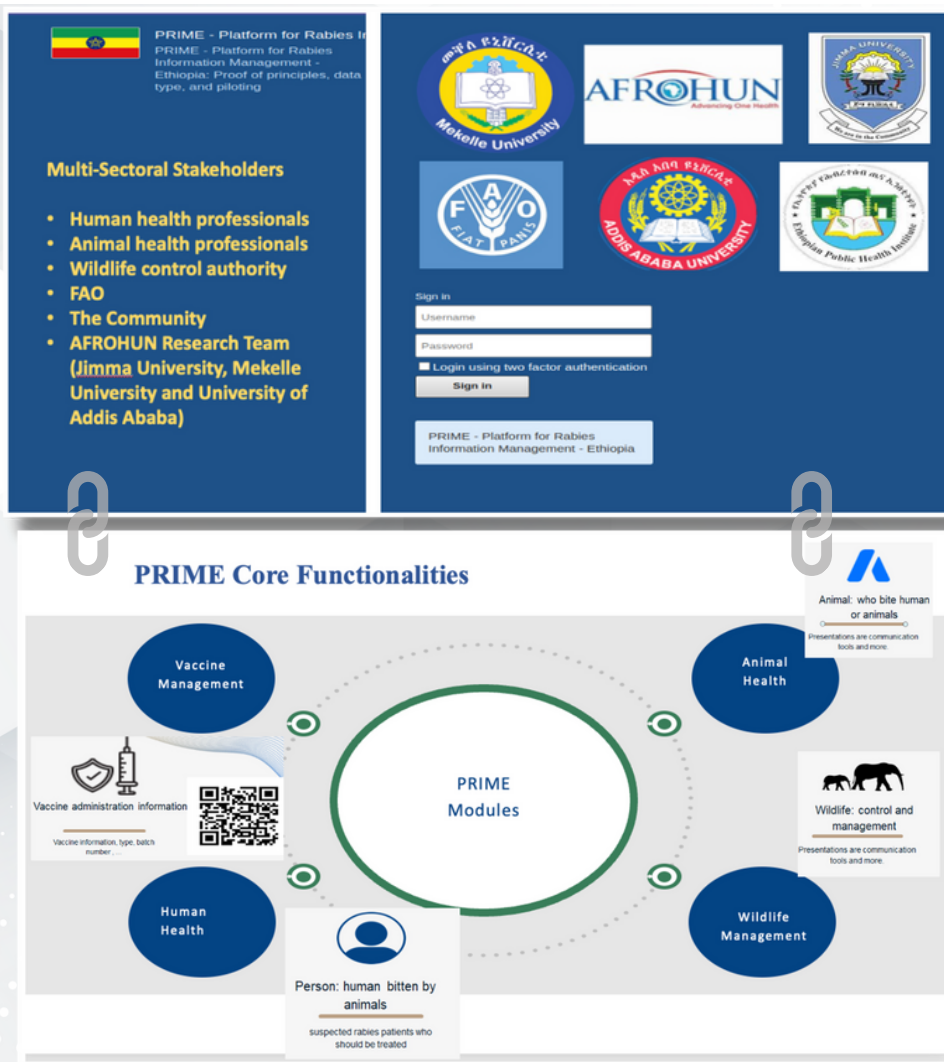 PRIME - Platform for Rabies
PRIME - Platform for Rabies
Information Management -
Ethiopia: Proof of principles, data
type, and piloting
Multi-Sectoral Stakeholders
• Human health professionals
• Animal health professionals
• Wildlife control authority
• FAO
• The Community
• AFROHUN Research Team
(Jimma University, Mekelle
University and University of
Addis Ababa)
መቐለ ዩኒቨርሲቲ
Mekelle University
AFROHUN
Advancing One Health
JIMMA UNIVERSITY
We are in the Community
FAO
FIAT PANIS
አዲስ አበባ ዩኒቨርሲቲ
ADDIS ABABA UNIVERSITY
Ethiopian Public Health Institute
Sign in
Username
Password
Login using two factor authentication
Sign in
PRIME - Platform for Rabies
Information Management - Ethiopia
PRIME Core Functionalities
Animal: who bite human
or animals
Presentations are communication
tools and more.
Vaccine
Management
Animal
Health
PRIME
Modules
Vaccine administration information
Vaccine information, type, batch
number , ...
Wildlife: control and
management
Presentations are communication
tools and more.
Human
Health
Wildlife
Management
Person: human bitten by
animals
suspected rabies patients who
should be treated